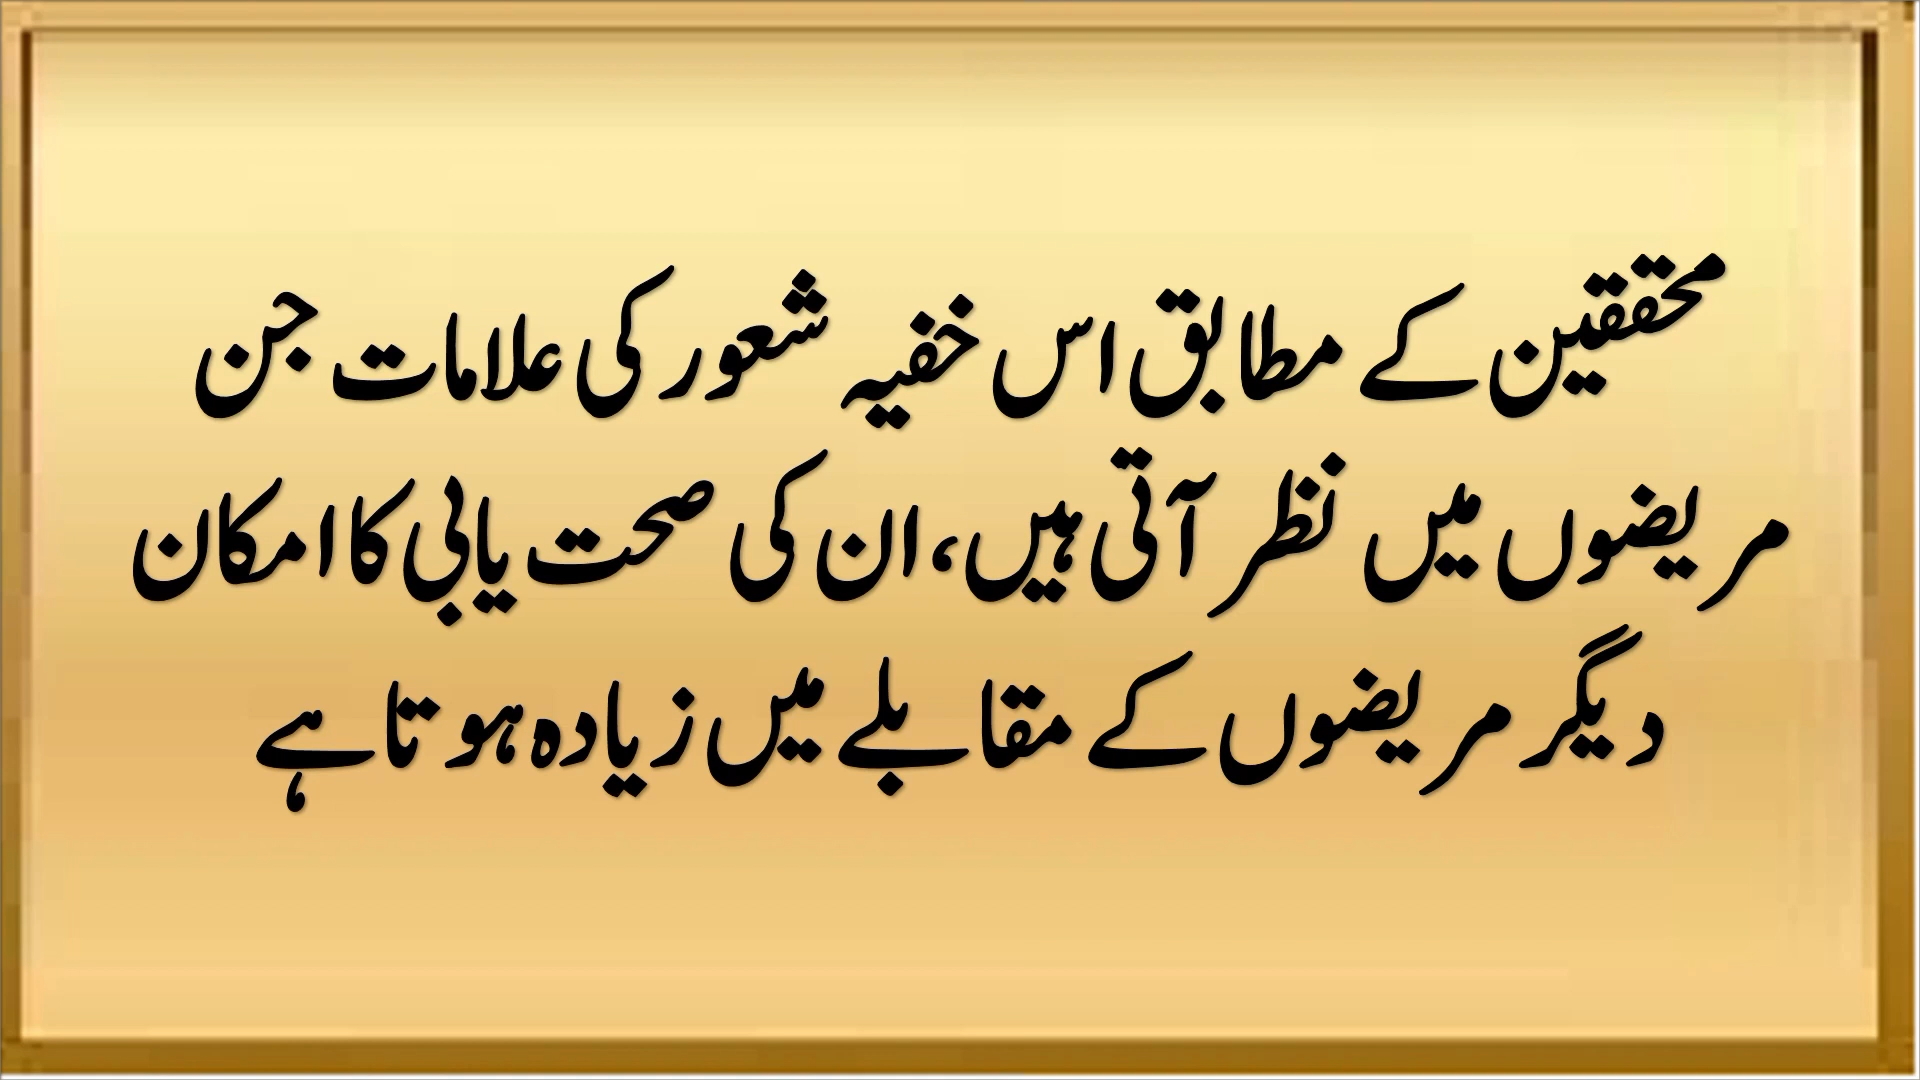 محققین کے مطابق اس خفیہ شعور کی علامات جن
مریضوں میں نظر آتی ہیں، ان کی صحت یابی کا امکان
دیگر مریضوں کے مقابلے میں زیادہ ہوتا ہے